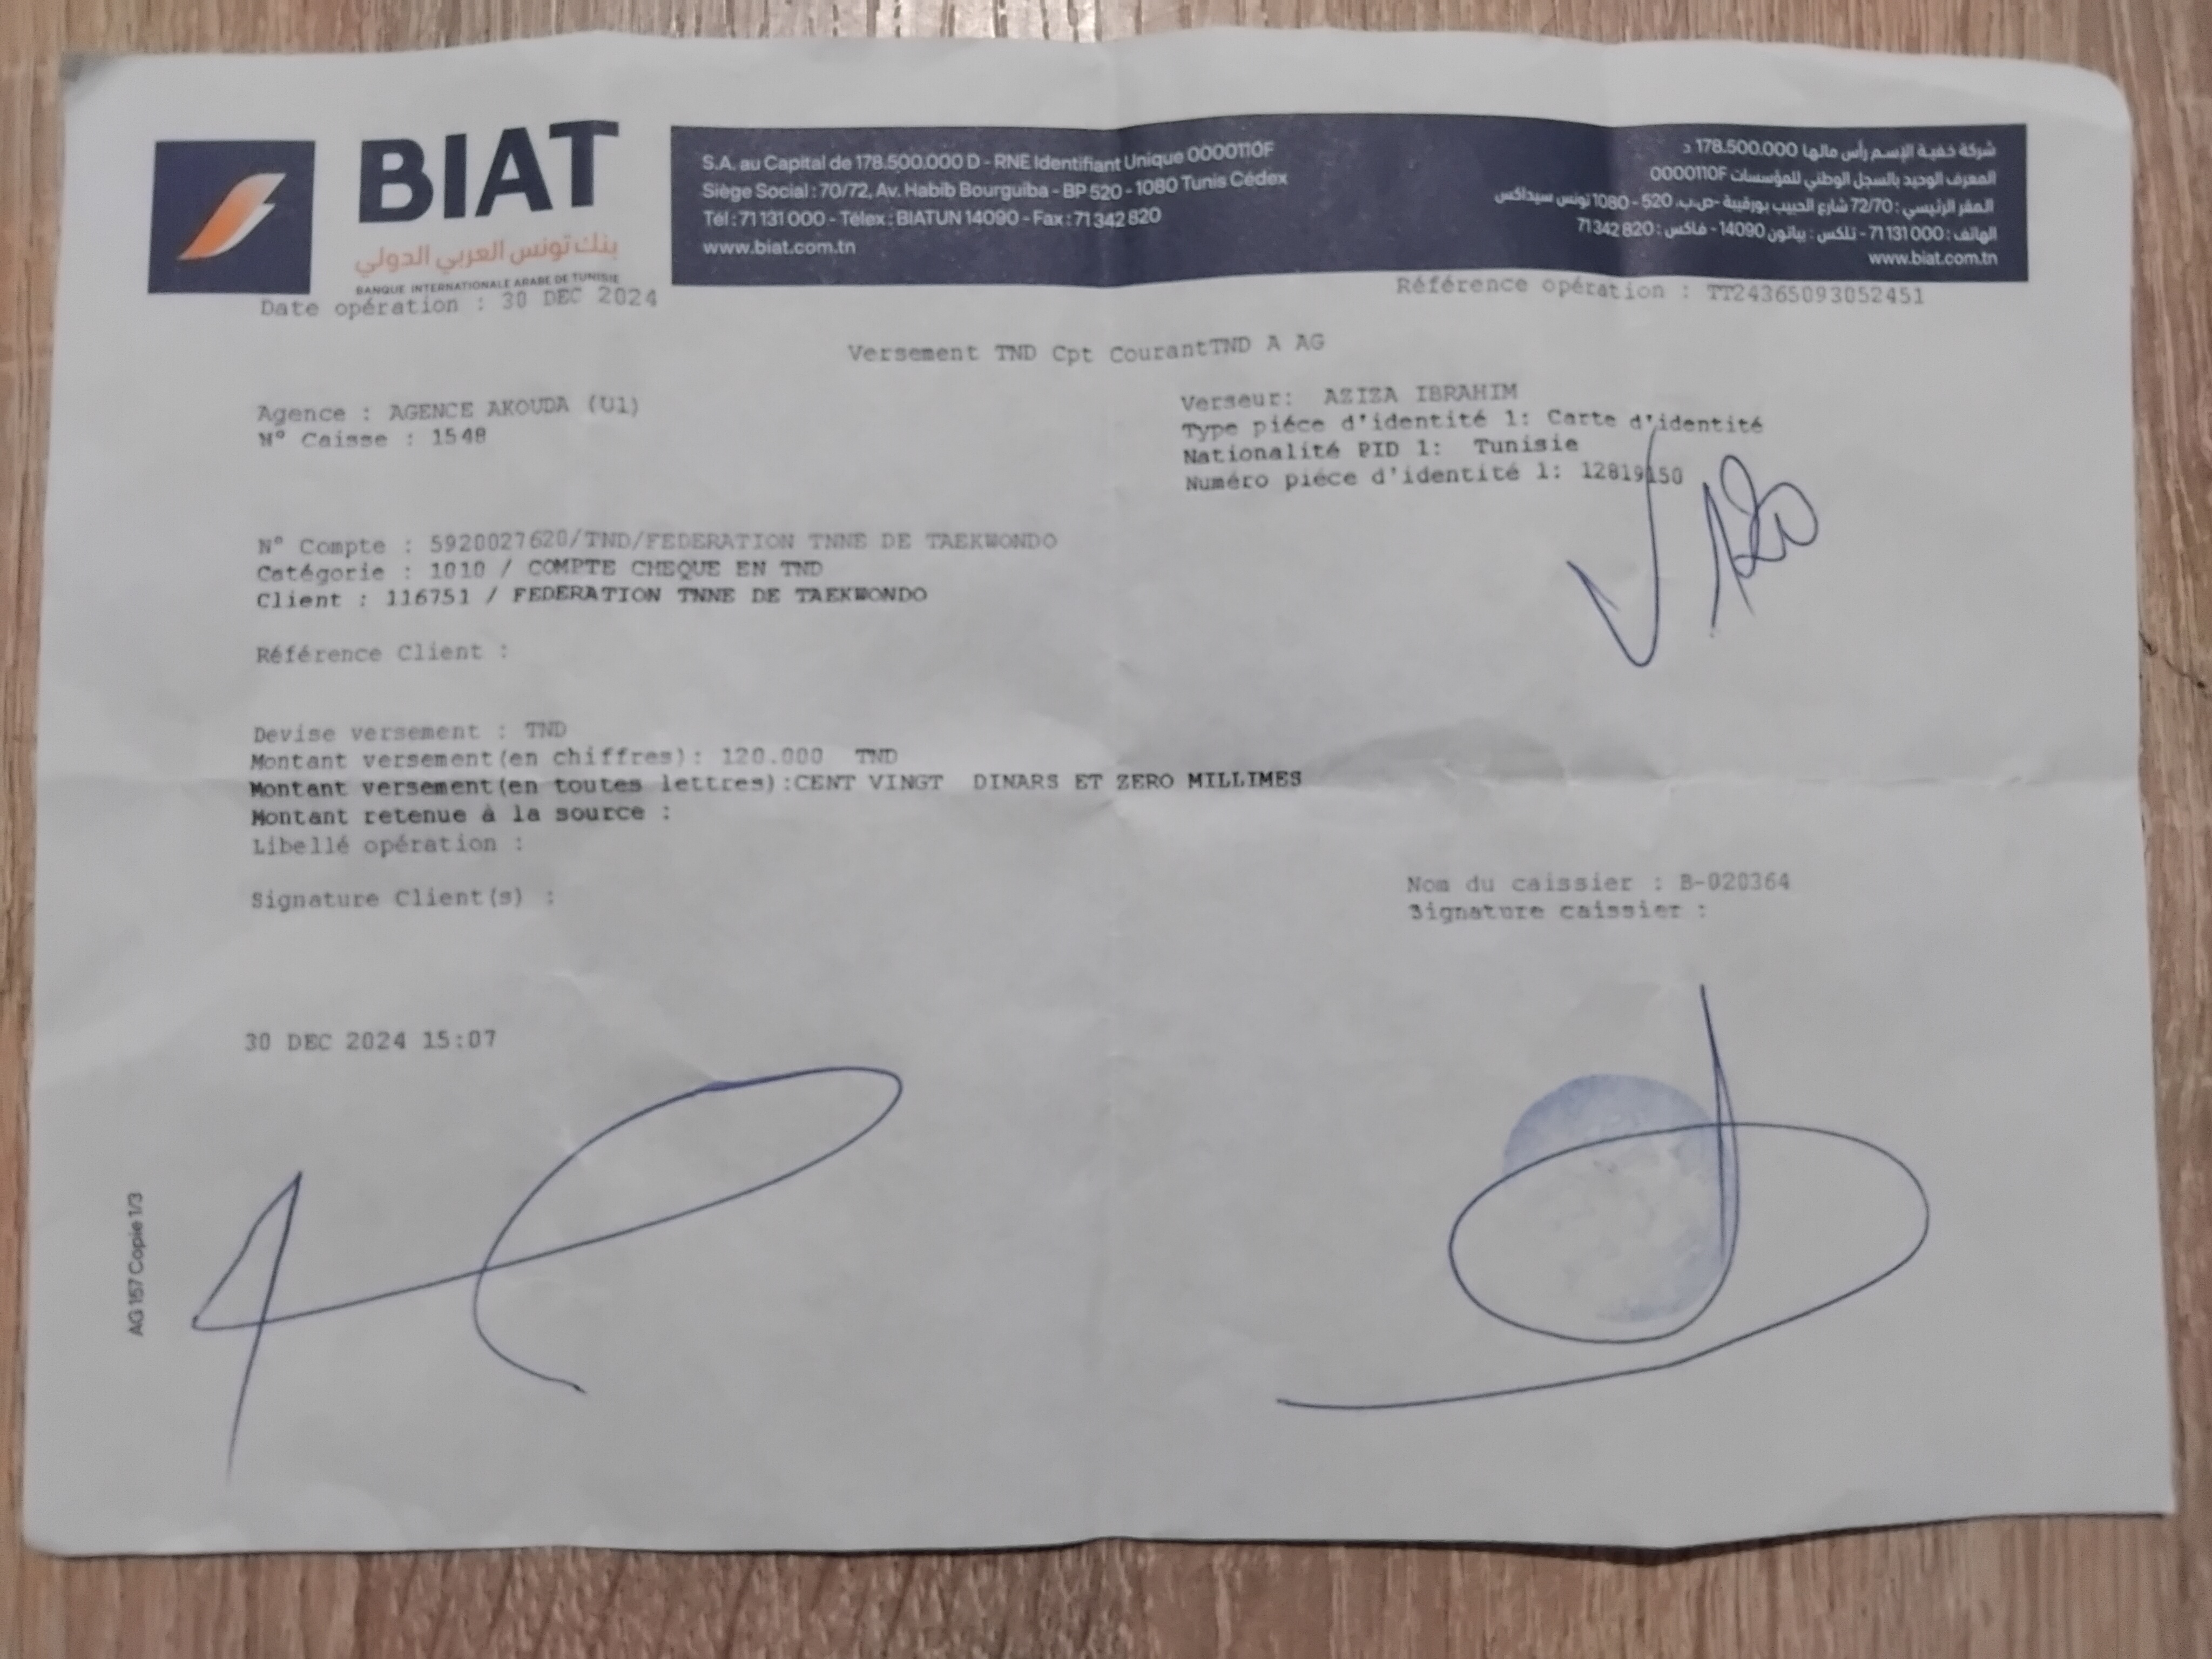 BIAT
بنك تونس العربي الدولي
BANQUE INTERNATIONALE ARABE DE TUNISIE
S.A. au Capital de 178.500.000 D - RNE Identifiant Unique 0000110F
Siège Social : 70/72, Av. Habib Bourguiba - BP 520 - 1080 Tunis Cédex
Tél : 71 131 000 - Télex : BIATUN 14090 - Fax : 71 342 820
www.biat.com.tn
شركة خفية الإسم رأس مالها 178.500.000 د
المعرف الوحيد بالسجل الوطني للمؤسسات 0000110F
المقر الرئيسي : 72/70 شارع الحبيب بورقيبة -ص.ب. 520 - 1080 تونس سيداكس
الهاتف : 71 131 000 - تلكس : بياتون 14090 - فاكس : 71 342 820
www.biat.com.tn
Date opération : 30 DEC 2024
Référence opération : TT24365093052451
Versement TND Cpt CourantTND A AG
Agence : AGENCE AKOUDA (U1)
N° Caisse : 1548
Verseur: AZIZA IBRAHIM
Type piéce d'identité 1: Carte d'identité
Nationalité PID 1: Tunisie
Numéro piéce d'identité 1: 12819150
N° Compte : 5920027620/TND/FEDERATION TNNE DE TAEKWONDO
Catégorie : 1010 / COMPTE CHEQUE EN TND
Client : 116751 / FEDERATION TNNE DE TAEKWONDO
Référence Client :
Devise versement : TND
Montant versement(en chiffres): 120.000 TND
Montant versement(en toutes lettres):CENT VINGT DINARS ET ZERO MILLIMES
Montant retenue à la source :
Libellé opération :
Signature Client(s) :
Nom du caissier : B-020364
Signature caissier :
30 DEC 2024 15:07
AG 157 Copie 1/3